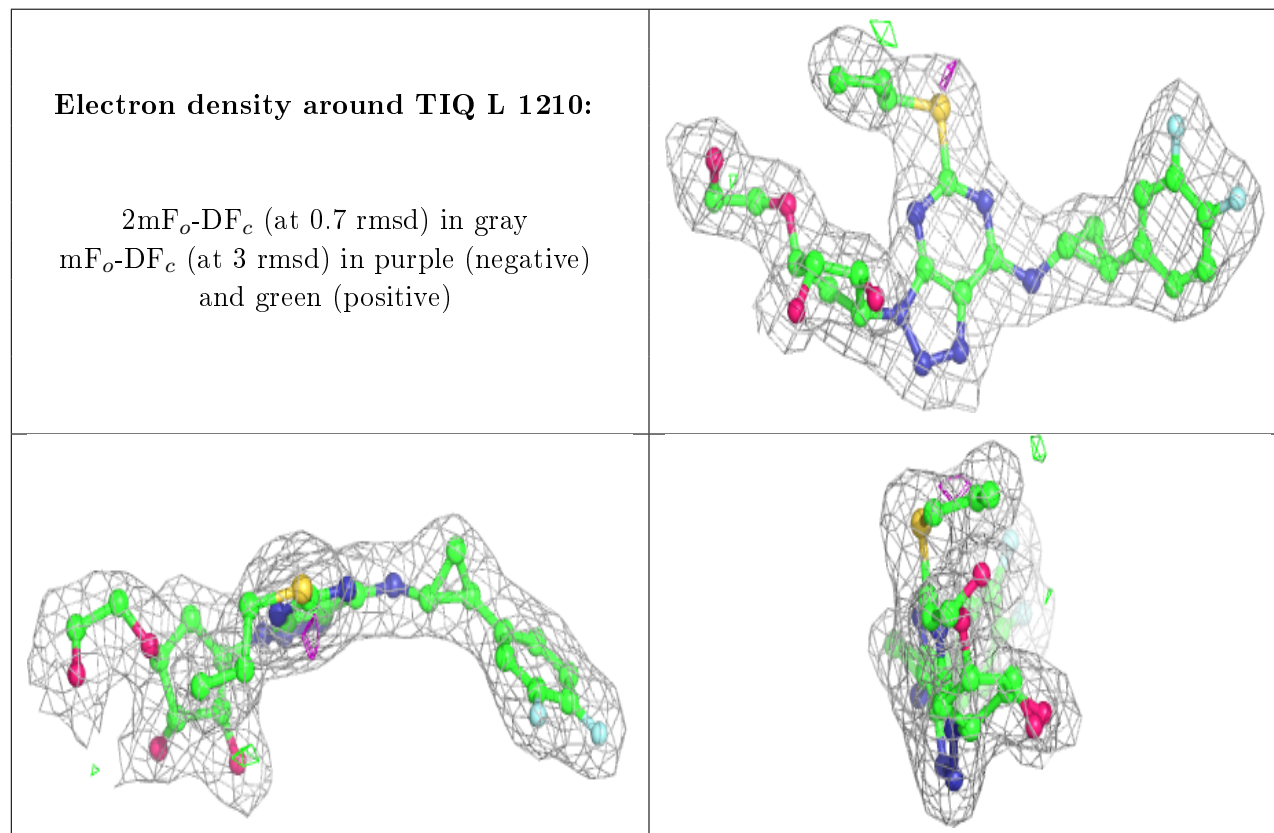 Electron density around TIQ L 1210:
2mFₒ-DF𝒸 (at 0.7 rmsd) in gray
mFₒ-DF𝒸 (at 3 rmsd) in purple (negative)
and green (positive)